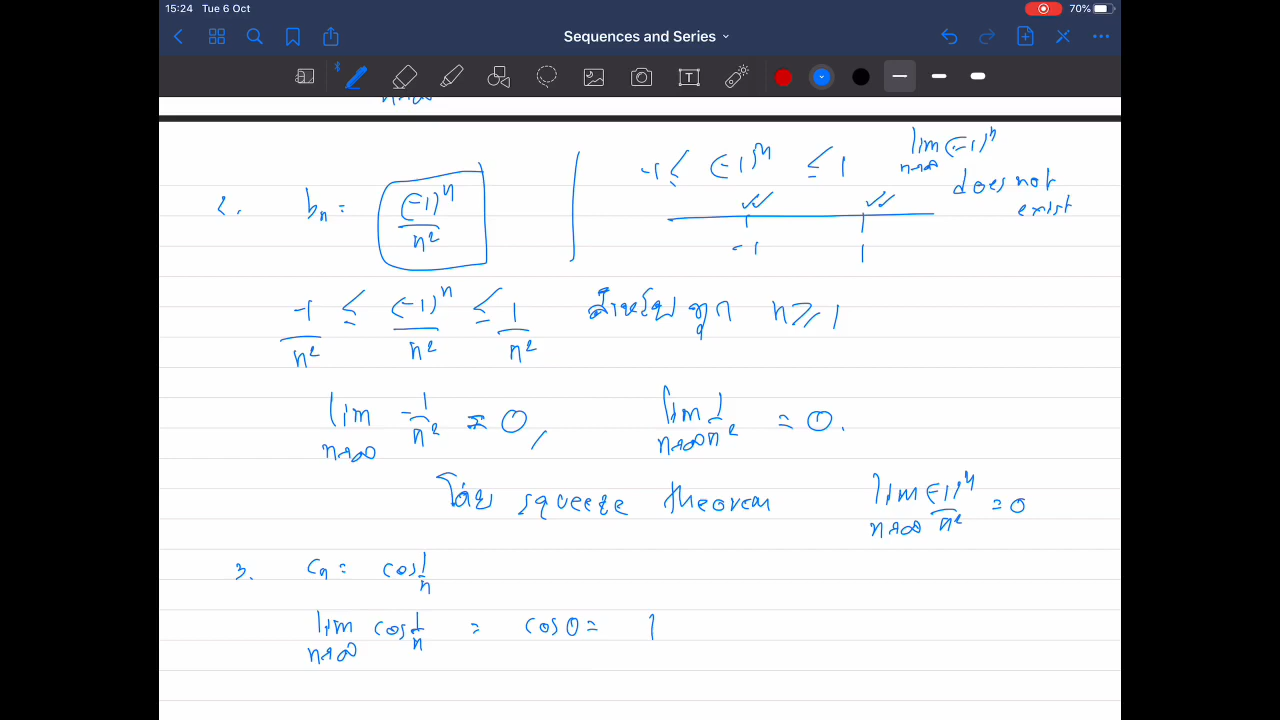 15:24 Tue 6 Oct
70%
Sequences and Series
n→∞
2. bₙ = (-1)ⁿ/n²
-1 ≤ (-1)ⁿ ≤ 1
lim n→∞ (-1)ⁿ
does not
exist
-1 1
-1/n² ≤ (-1)ⁿ/n² ≤ 1/n² สำหรับทุก n ≥ 1
lim n→∞ -1/n² = 0, lim n→∞ 1/n² = 0.
โดย squeeze theorem lim n→∞ (-1)ⁿ/n² = 0
3. cₙ = cos 1/n
lim n→∞ cos 1/n = cos 0 = 1